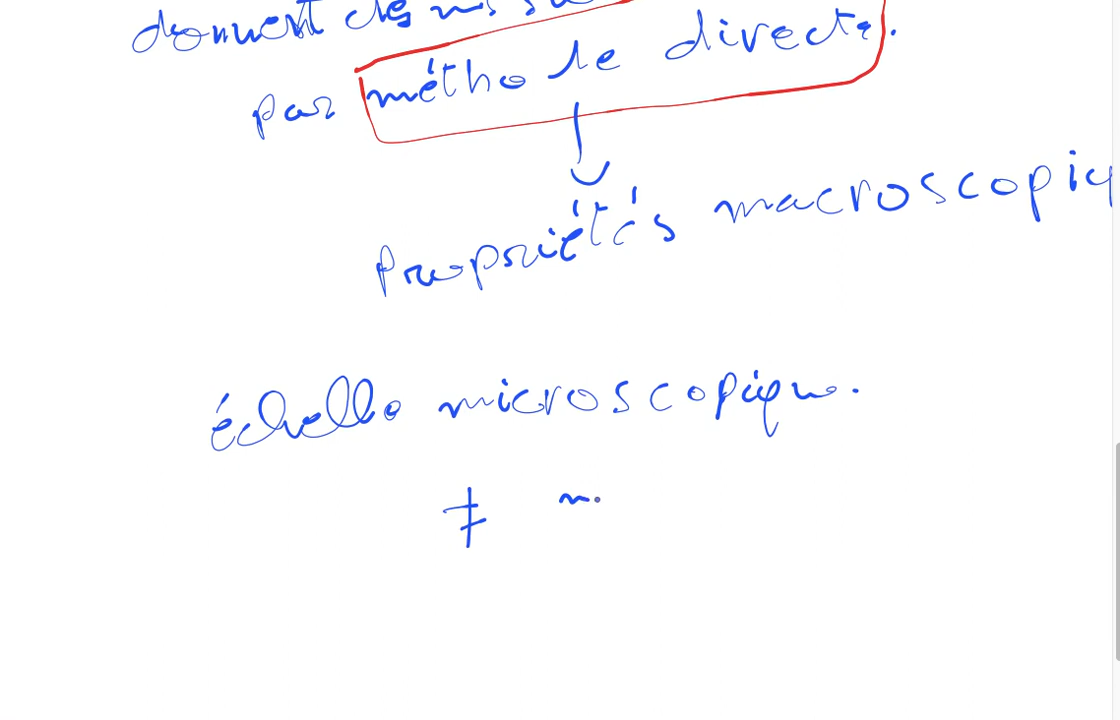 donnent des
par méthode directe.
Propriétés macroscopiq
échelle microscopique.
≠ m